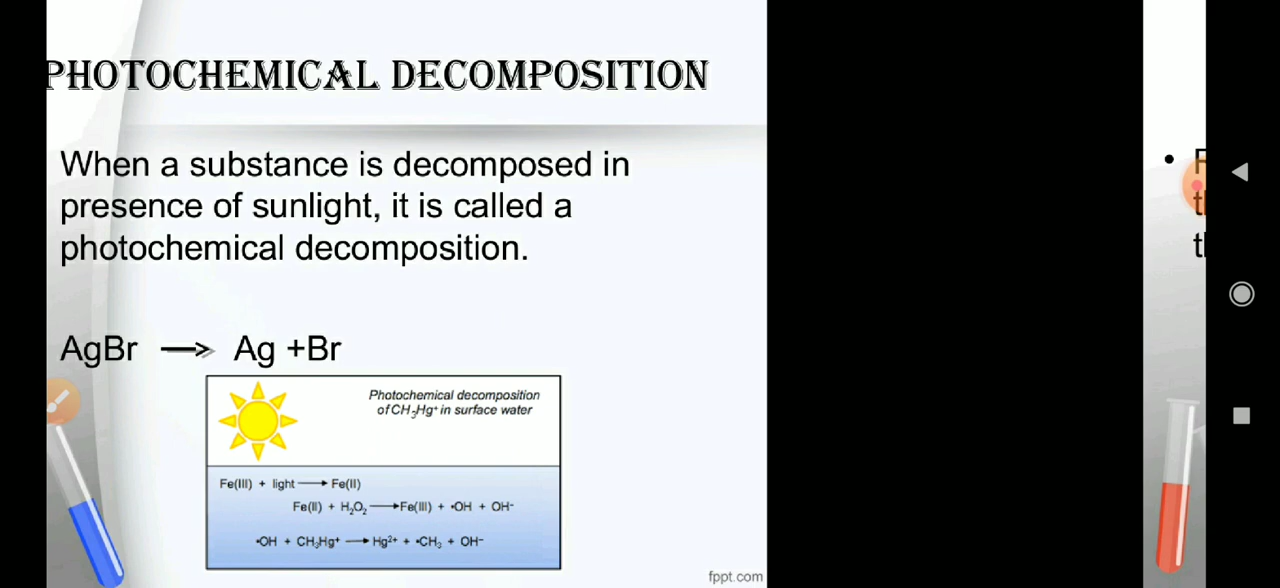 PHOTOCHEMICAL DECOMPOSITION
When a substance is decomposed in
presence of sunlight, it is called a
photochemical decomposition.
AgBr ⟶ Ag +Br
Photochemical decomposition
of CH₃Hg⁺ in surface water
Fe(III) + light ⟶ Fe(II)
Fe(II) + H₂O₂ ⟶ Fe(III) + •OH + OH⁻
•OH + CH₃Hg⁺ ⟶ Hg²⁺ + •CH₃ + OH⁻
fppt.com